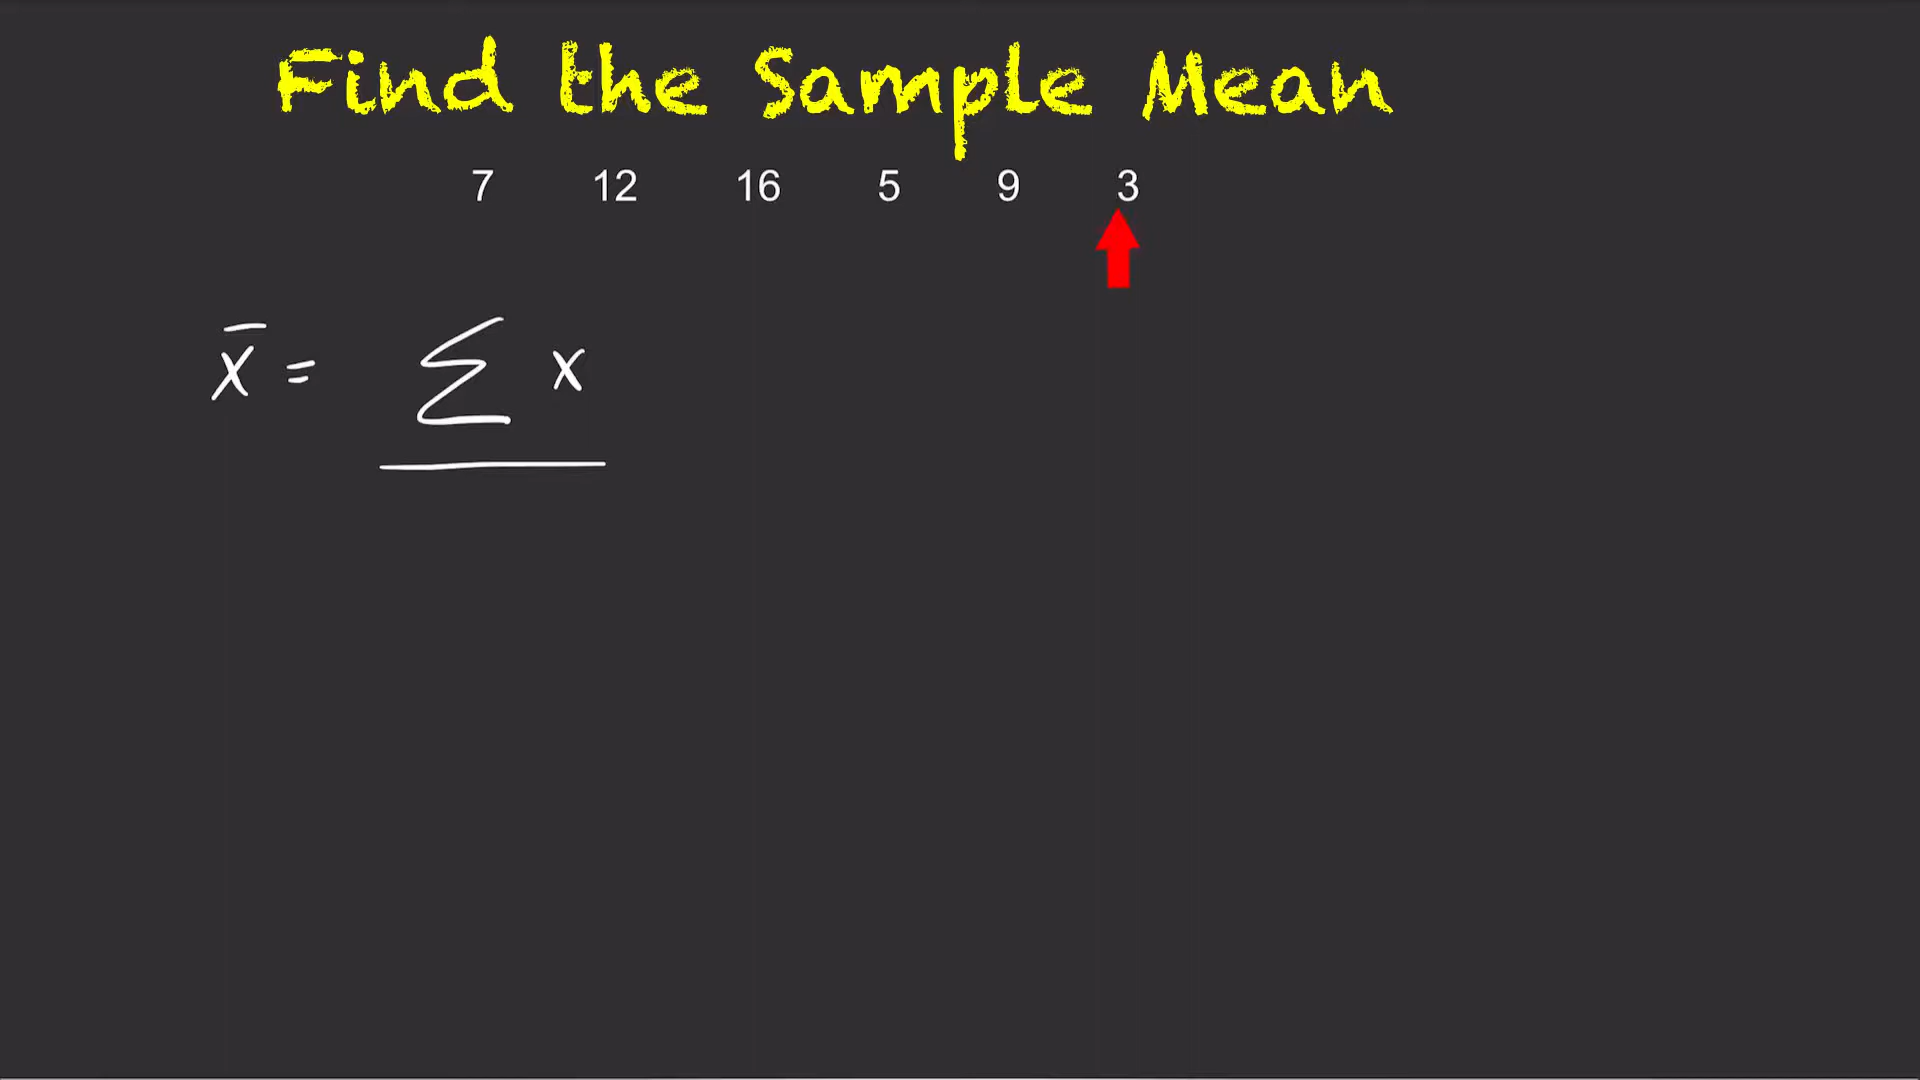 Find the Sample Mean
7 12 16 5 9 3
x̄ = ∑ x